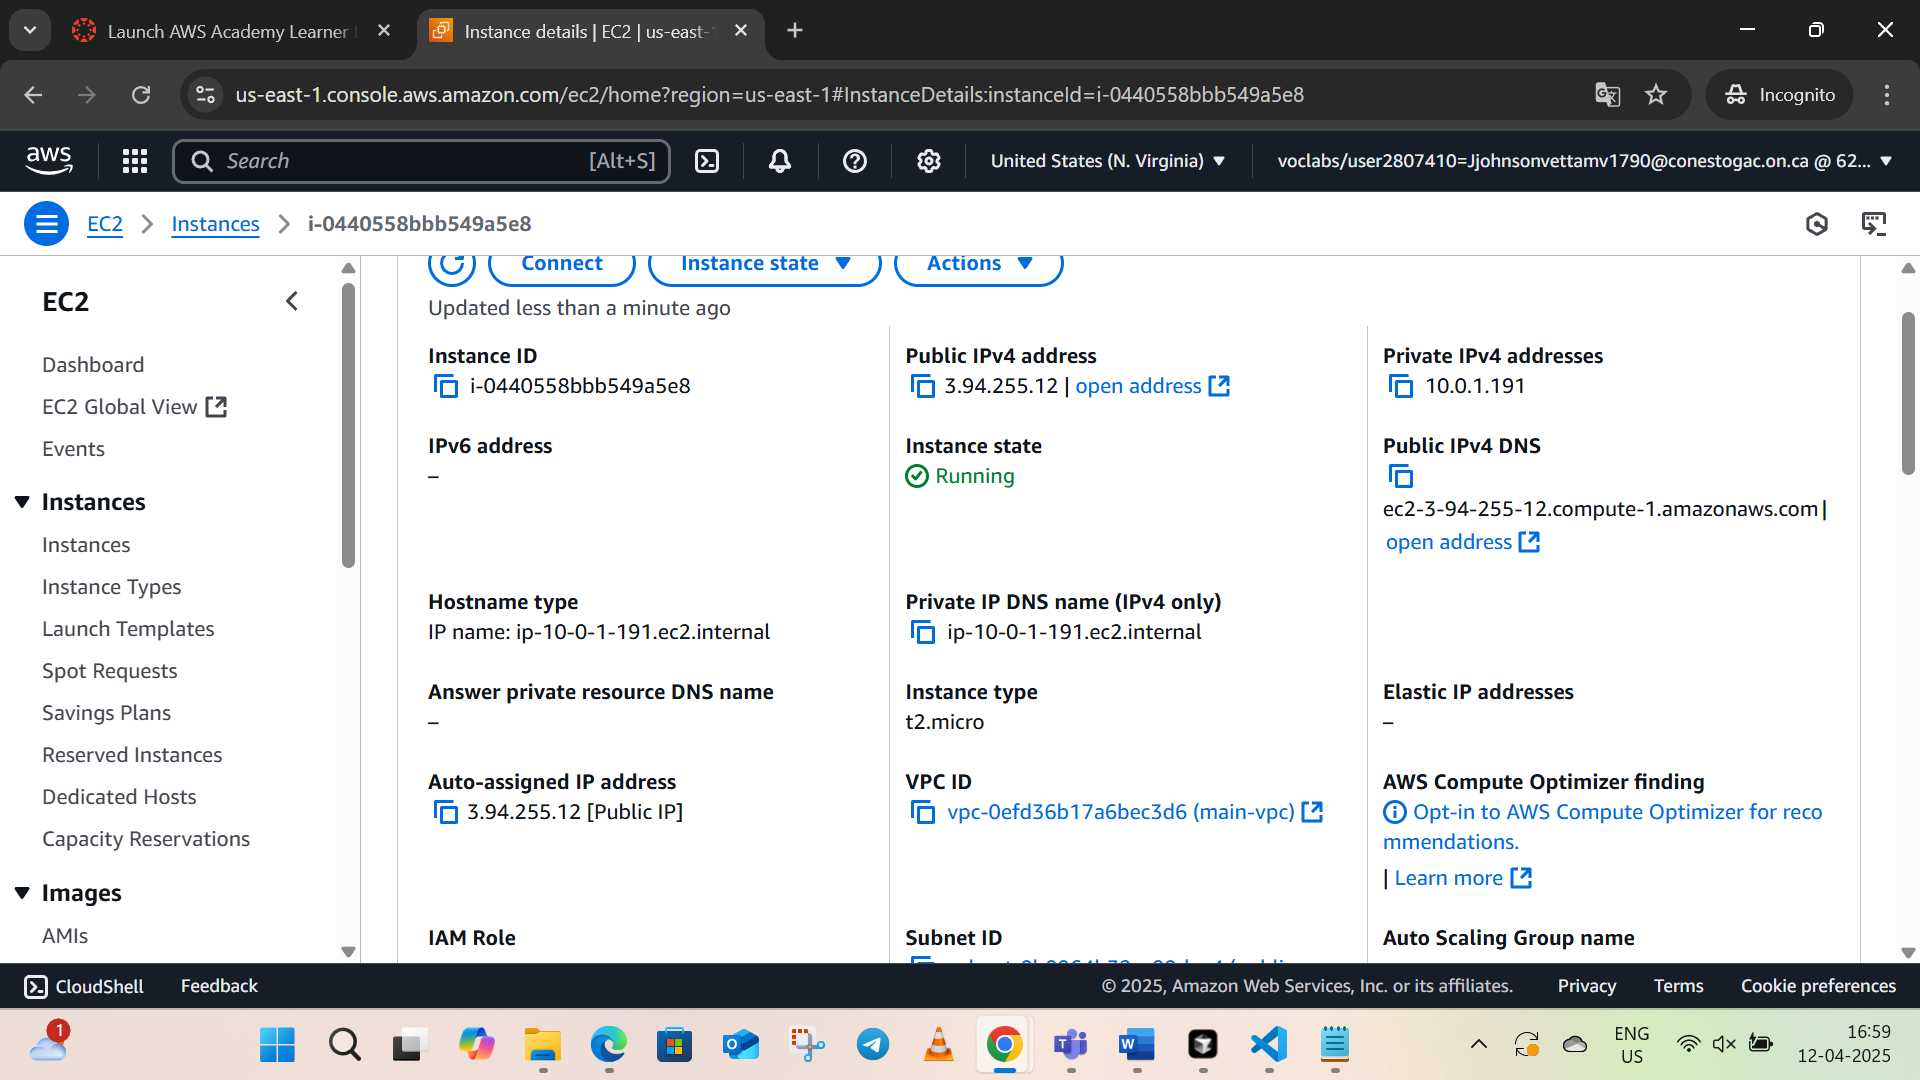 Launch AWS Academy Learner
Instance details | EC2 | us-east-1
us-east-1.console.aws.amazon.com/ec2/home?region=us-east-1#InstanceDetails:instanceId=i-0440558bbb549a5e8
Incognito
aws
Search
[Alt+S]
United States (N. Virginia)
voclabs/user2807410=Jjohnsonvettamv1790@conestogac.on.ca @ 62...
EC2
Instances
i-0440558bbb549a5e8
EC2
Dashboard
EC2 Global View
Events
Instances
Instances
Instance Types
Launch Templates
Spot Requests
Savings Plans
Reserved Instances
Dedicated Hosts
Capacity Reservations
Images
AMIs
Connect
Instance state
Actions
Updated less than a minute ago
Instance ID
i-0440558bbb549a5e8
Public IPv4 address
3.94.255.12 | open address
Private IPv4 addresses
10.0.1.191
IPv6 address
–
Instance state
Running
Public IPv4 DNS
ec2-3-94-255-12.compute-1.amazonaws.com |
open address
Hostname type
IP name: ip-10-0-1-191.ec2.internal
Private IP DNS name (IPv4 only)
ip-10-0-1-191.ec2.internal
Answer private resource DNS name
–
Instance type
t2.micro
Elastic IP addresses
–
Auto-assigned IP address
3.94.255.12 [Public IP]
VPC ID
vpc-0efd36b17a6bec3d6 (main-vpc)
AWS Compute Optimizer finding
Opt-in to AWS Compute Optimizer for reco
mmendations.
| Learn more
IAM Role
Subnet ID
Auto Scaling Group name
CloudShell
Feedback
© 2025, Amazon Web Services, Inc. or its affiliates.
Privacy
Terms
Cookie preferences
1
ENG
US
16:59
12-04-2025